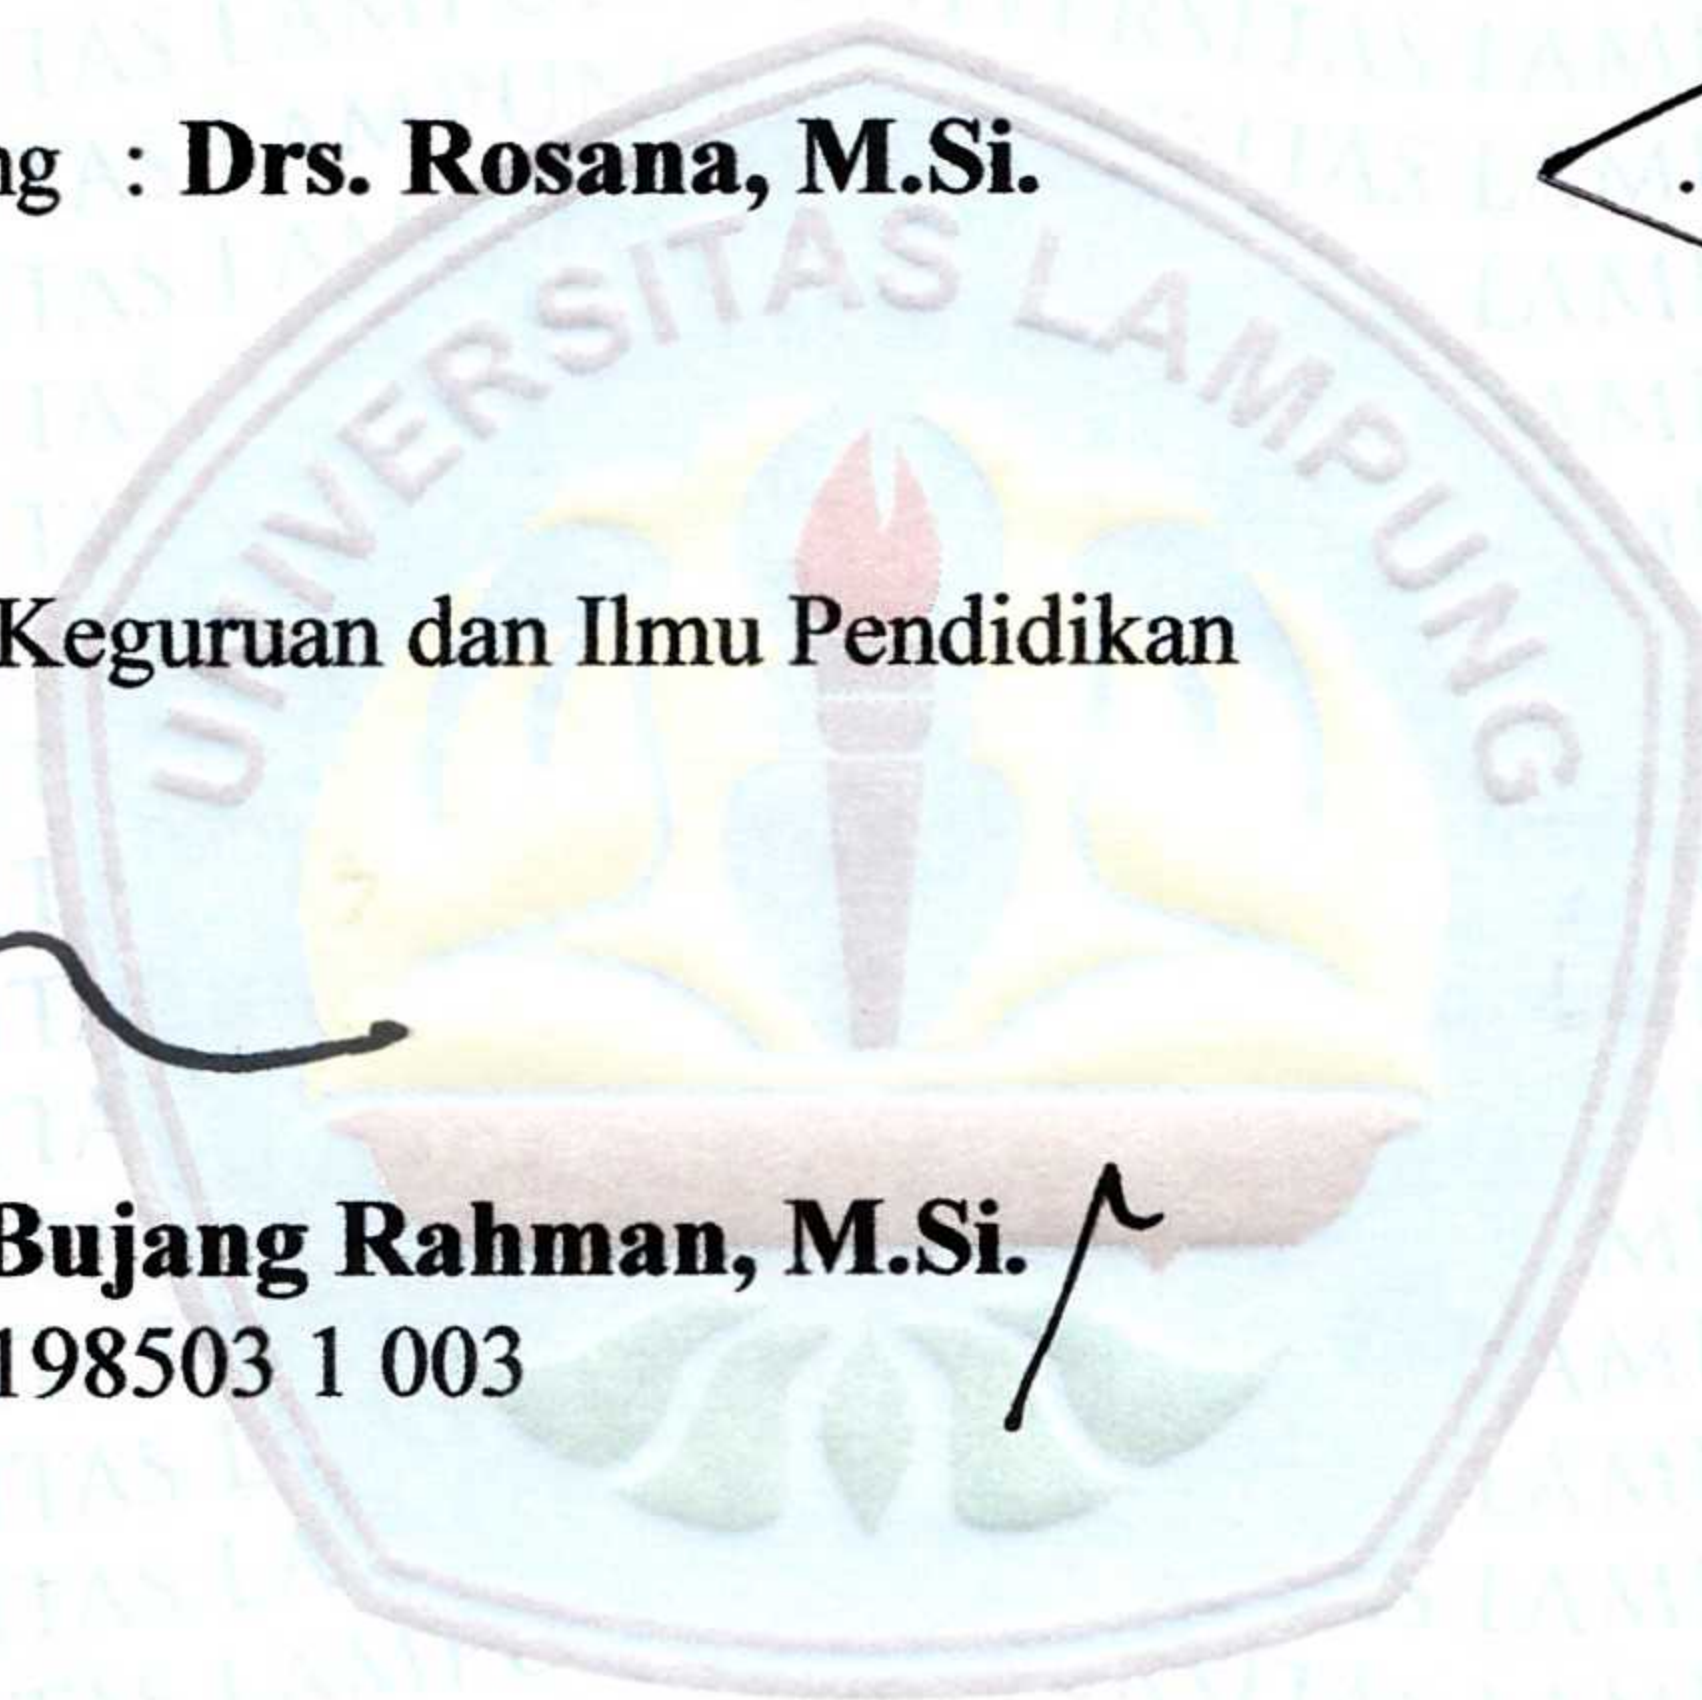 ng : Drs. Rosana, M.Si.
UNIVERSITAS LAMPUNG
Keguruan dan Ilmu Pendidikan
Bujang Rahman, M.Si.
198503 1 003